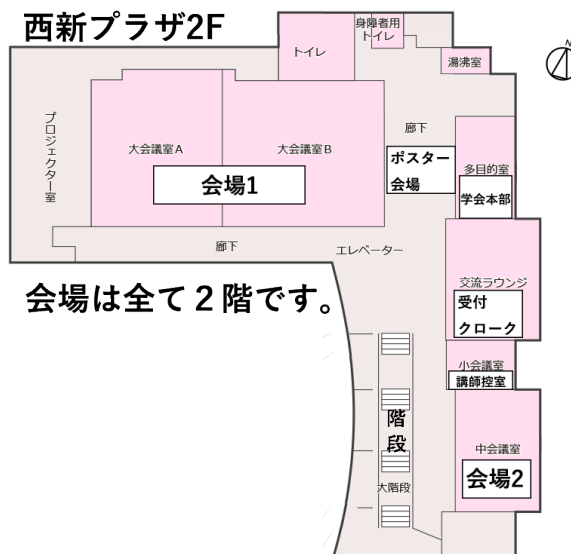 西新プラザ2F
身障者用
トイレ
トイレ
湯沸室
N
プロジェクター室
大会議室A
大会議室B
廊下
ポスター
会場
多目的室
学会本部
会場1
廊下
エレベーター
交流ラウンジ
受付
クローク
会場は全て２階です。
小会議室
講師控室
階段
中会議室
会場2
大階段